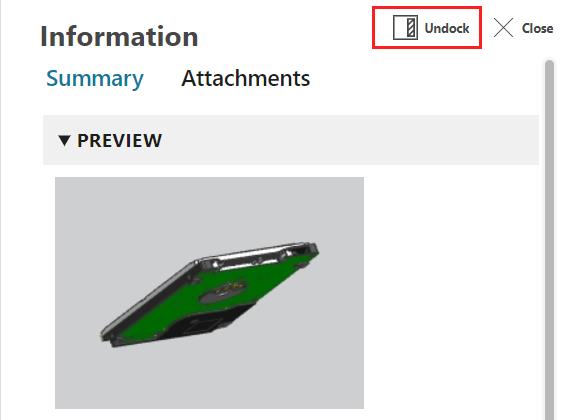 Information
Undock
Close
Summary
Attachments
PREVIEW